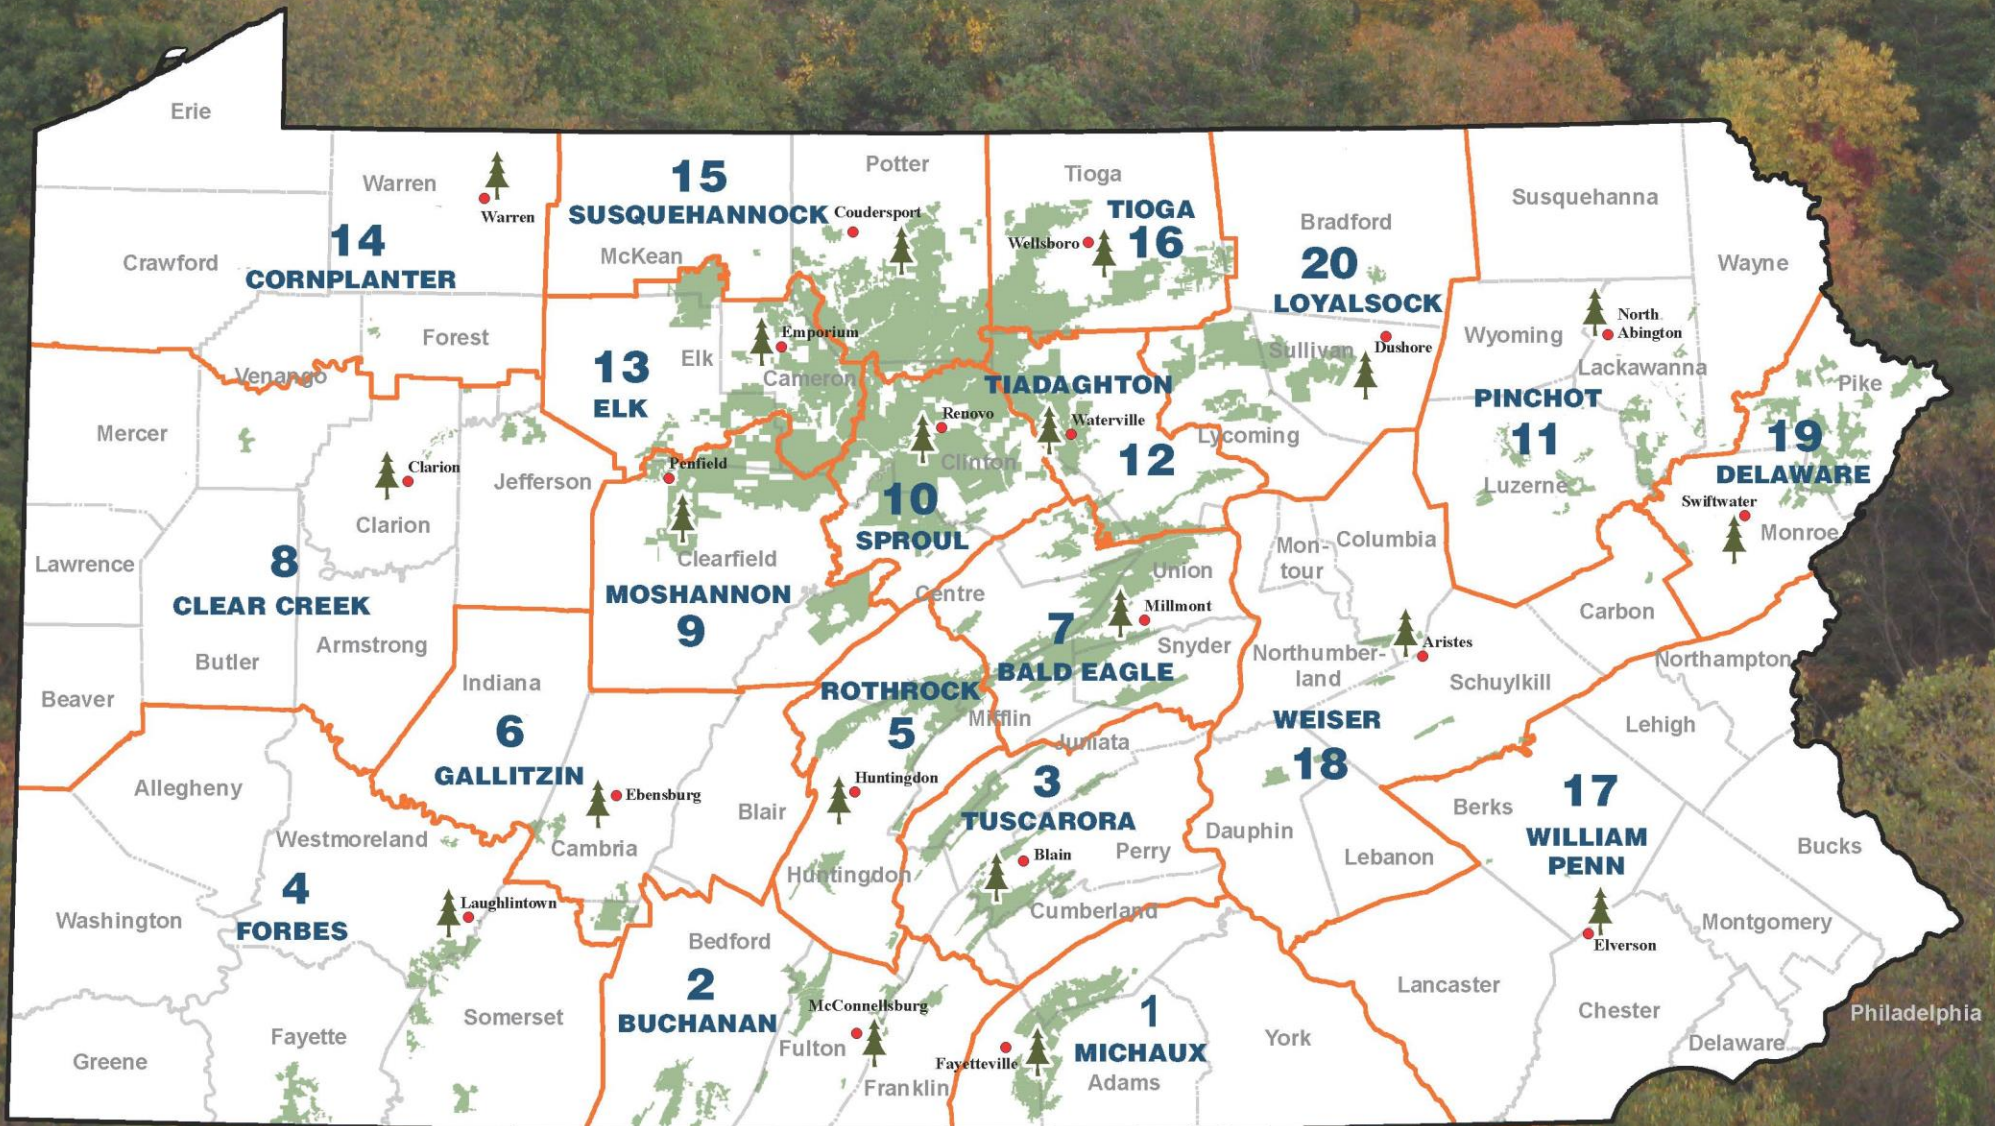 Erie
Warren
Warren
Crawford
14
CORNPLANTER
Forest
Venango
15
SUSQUEHANNOCK
McKean
Potter
Coudersport
Tioga
TIOGA
16
Wellsboro
Bradford
20
LOYALSOCK
Sullivan
Dushore
Susquehanna
Wayne
Wyoming
North
Abington
Lackawanna
PINCHOT
11
Luzerne
Pike
19
DELAWARE
Swiftwater
Monroe
13
ELK
Elk
Emporium
Cameron
Mercer
Clarion
Clarion
Jefferson
Lawrence
8
CLEAR CREEK
Butler
Armstrong
Beaver
Penfield
Clearfield
MOSHANNON
9
Renovo
Clinton
10
SPROUL
Centre
TIADAGHTON
Waterville
12
Lycoming
Union
Millmont
7
BALD EAGLE
Snyder
Mon-
tour
Columbia
Northumber-
land
Aristes
Schuylkill
Carbon
Northampton
Lehigh
WEISER
18
Dauphin
Lebanon
Indiana
6
GALLITZIN
Ebensburg
Cambria
Blair
ROTHROCK
5
Mifflin
Huntingdon
Huntingdon
Juniata
3
TUSCARORA
Blain
Perry
Cumberland
Berks
17
WILLIAM
PENN
Bucks
Montgomery
Elverson
Lancaster
Chester
Delaware
Philadelphia
Allegheny
Westmoreland
4
FORBES
Laughlintown
Washington
Greene
Fayette
Somerset
Bedford
2
BUCHANAN
McConnellsburg
Fulton
Franklin
Fayetteville
1
MICHAUX
Adams
York